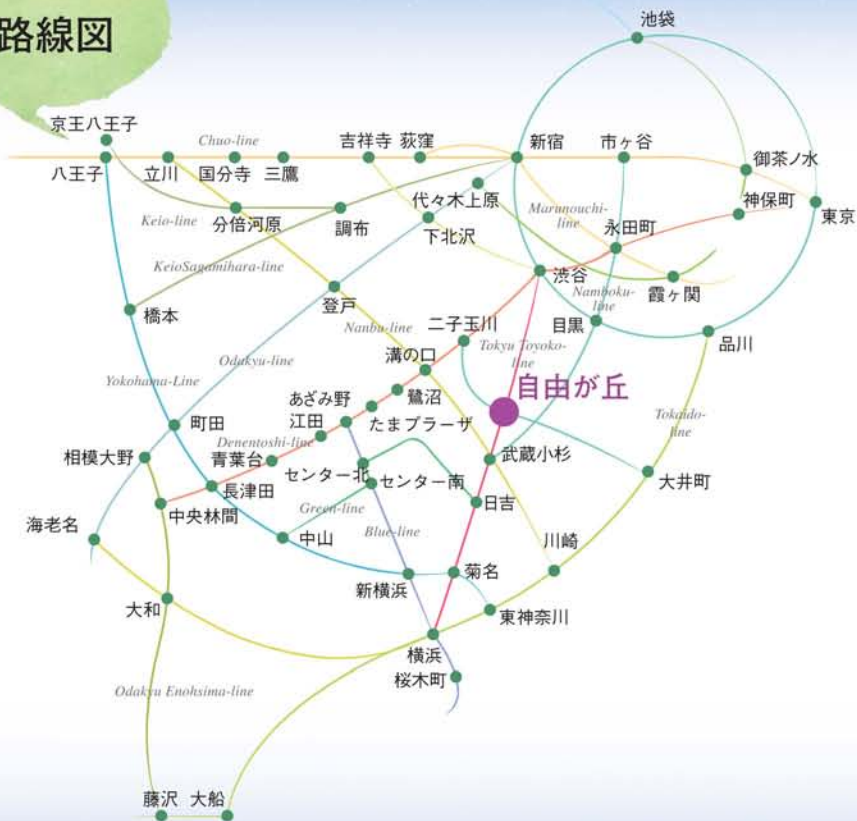 路線図
池袋
京王八王子
Chuo-line
吉祥寺 荻窪
新宿
市ヶ谷
御茶ノ水
八王子
立川
国分寺
三鷹
代々木上原
神保町
東京
Marunouchi-
line
Keio-line
分倍河原
調布
下北沢
永田町
KeioSagamihara-line
渋谷
霞ヶ関
Namboku-
line
橋本
登戸
Nanbu-line
二子玉川
目黒
品川
Tokyu Toyoko-
line
溝の口
Odakyu-line
Yokohama-Line
自由が丘
あざみ野
鷺沼
Tokaido-
line
町田
江田
たまプラーザ
Denentoshi-line
相模大野
青葉台
センター北
武蔵小杉
大井町
長津田
センター南
中央林間
Green-line
日吉
海老名
中山
Blue-line
川崎
新横浜
菊名
大和
東神奈川
横浜
桜木町
Odakyu Enohsima-line
藤沢 大船